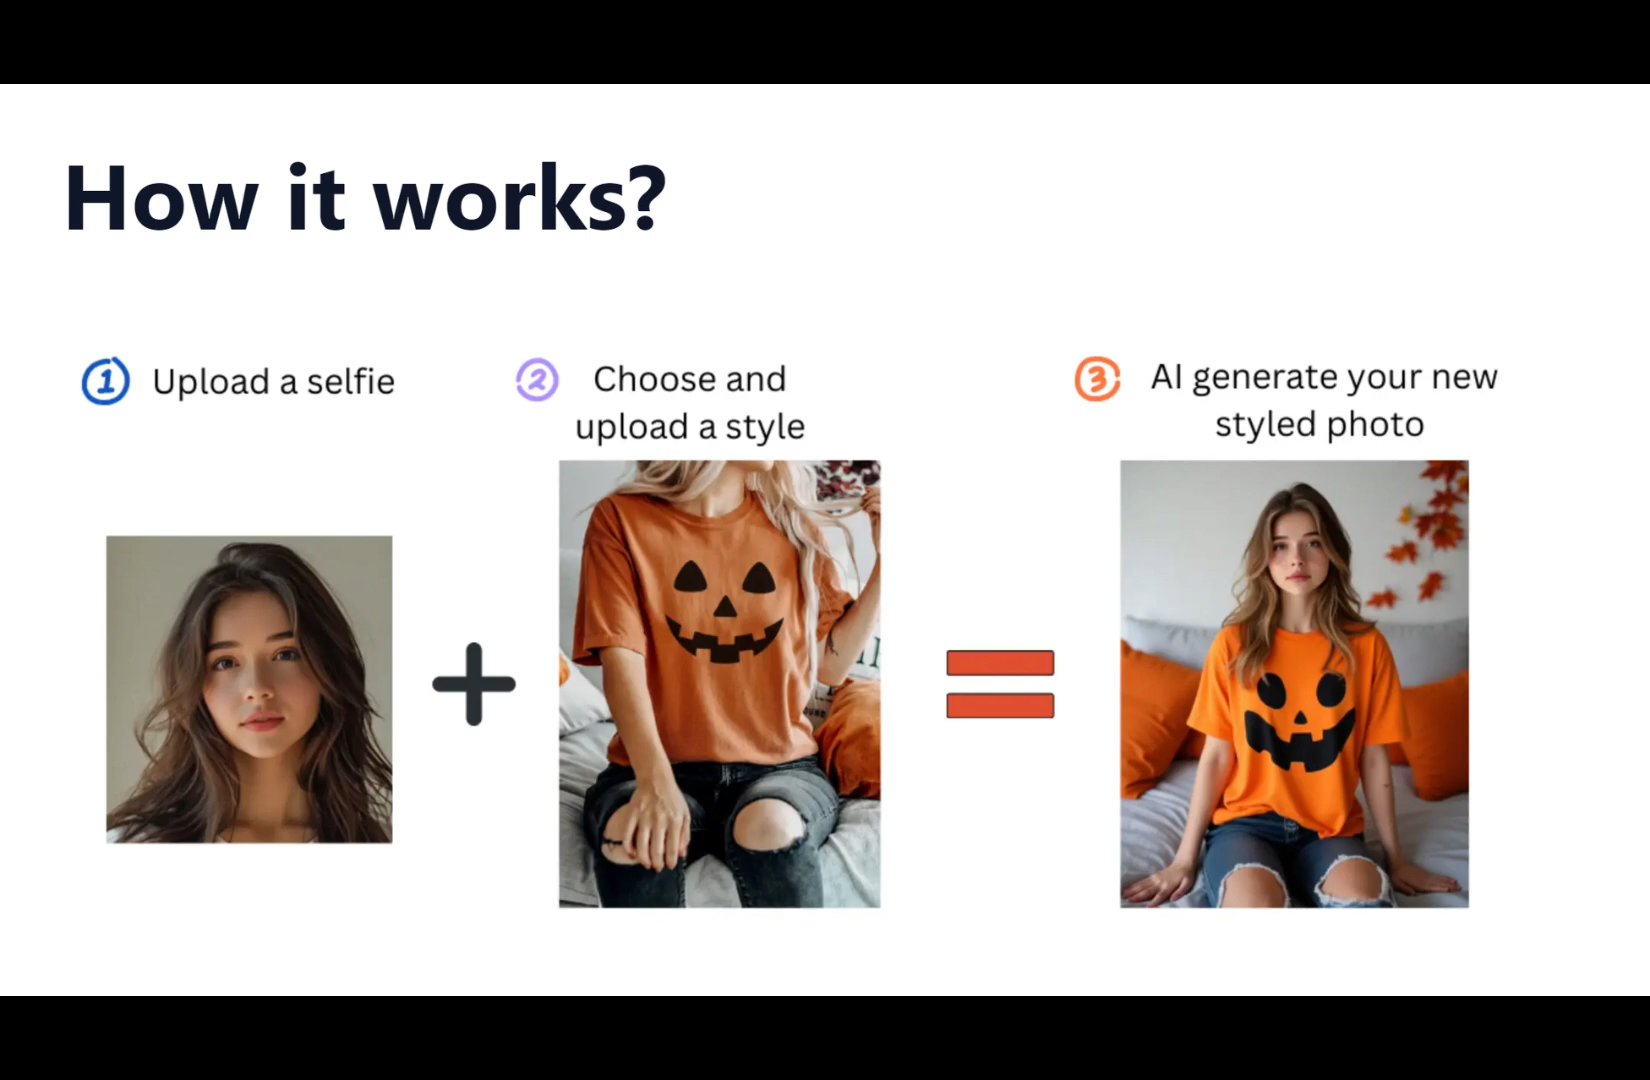 How it works?
1 Upload a selfie
2 Choose and
upload a style
3 AI generate your new
styled photo